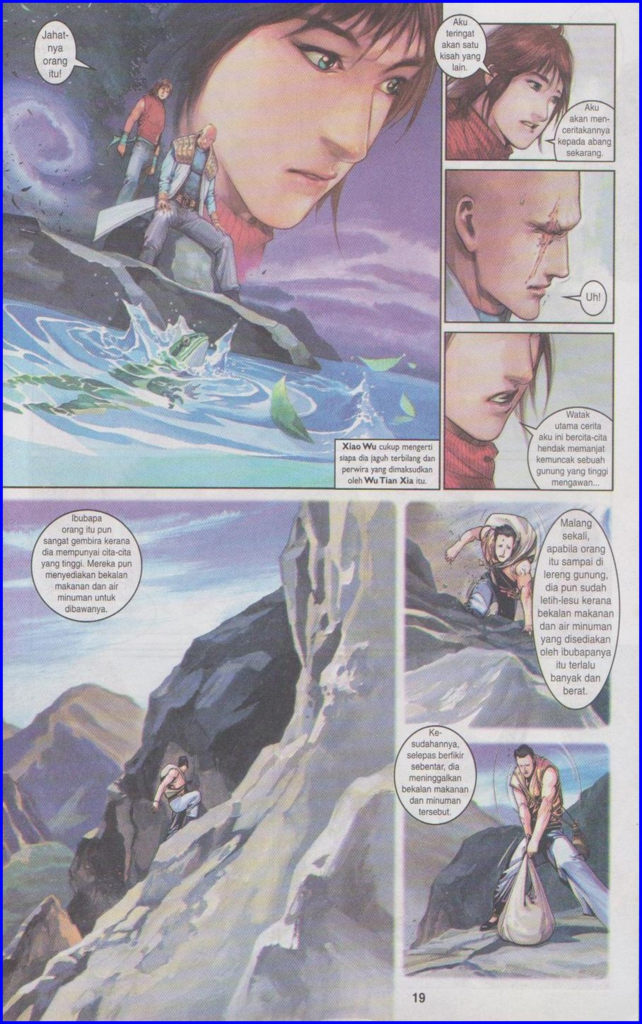 Jahat-
nya
orang
itu!
Aku
teringat
akan satu
kisah yang
lain.
Aku
akan men-
ceritakannya
kepada abang
sekarang.
Uh!
Xiao Wu cukup mengerti
siapa dia jaguh terbilang dan
perwira yang dimaksudkan
oleh Wu Tian Xia itu.
Watak
utama cerita
aku ini bercita-cita
hendak memanjat
kemuncak sebuah
gunung yang tinggi
mengawan...
Ibubapa
orang itu pun
sangat gembira kerana
dia mempunyai cita-cita
yang tinggi. Mereka pun
menyediakan bekalan
makanan dan air
minuman untuk
dibawanya.
Malang
sekali,
apabila orang
itu sampai di
lereng gunung,
dia pun sudah
letih-lesu kerana
bekalan makanan
dan air minuman
yang disediakan
oleh ibubapanya
itu terlalu
banyak dan
berat.
Ke-
sudahannya,
selepas berfikir
sebentar, dia
meninggalkan
bekalan makanan
dan minuman
tersebut.
19